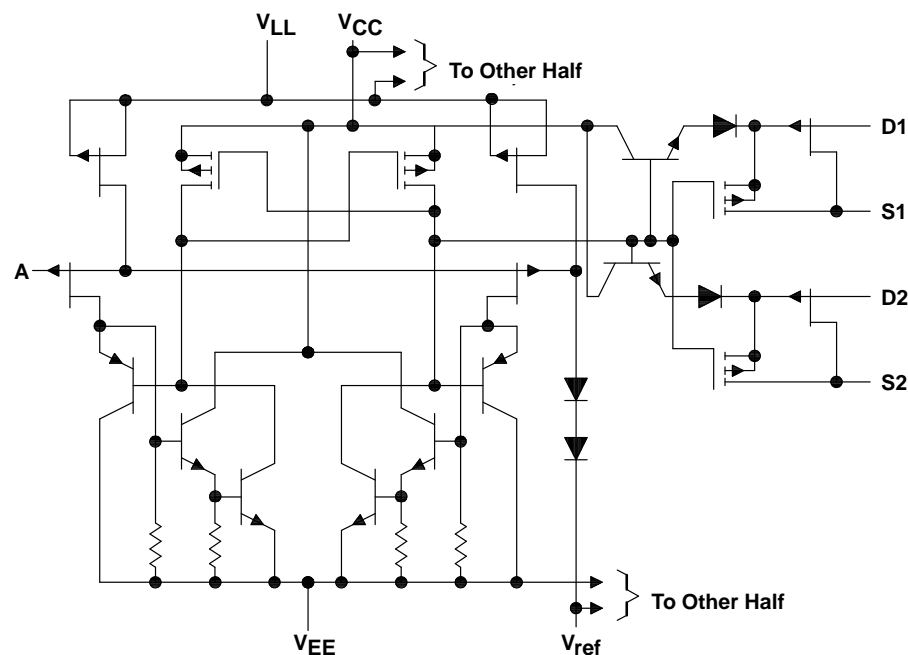 VLL
VCC
To Other Half
D1
S1
A
D2
S2
To Other Half
VEE
Vref